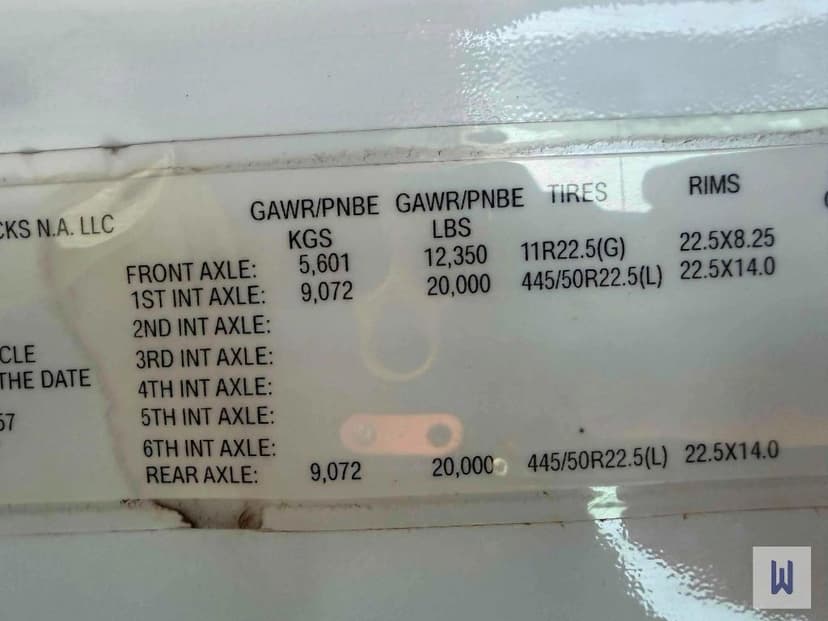 CKS N.A. LLC
GAWR/PNBE GAWR/PNBE TIRES RIMS
KGS LBS
FRONT AXLE: 5,601 12,350 11R22.5(G) 22.5X8.25
1ST INT AXLE: 9,072 20,000 445/50R22.5(L) 22.5X14.0
2ND INT AXLE:
CLE
3RD INT AXLE:
THE DATE
4TH INT AXLE:
57
5TH INT AXLE:
6TH INT AXLE:
REAR AXLE: 9,072 20,000 445/50R22.5(L) 22.5X14.0
W